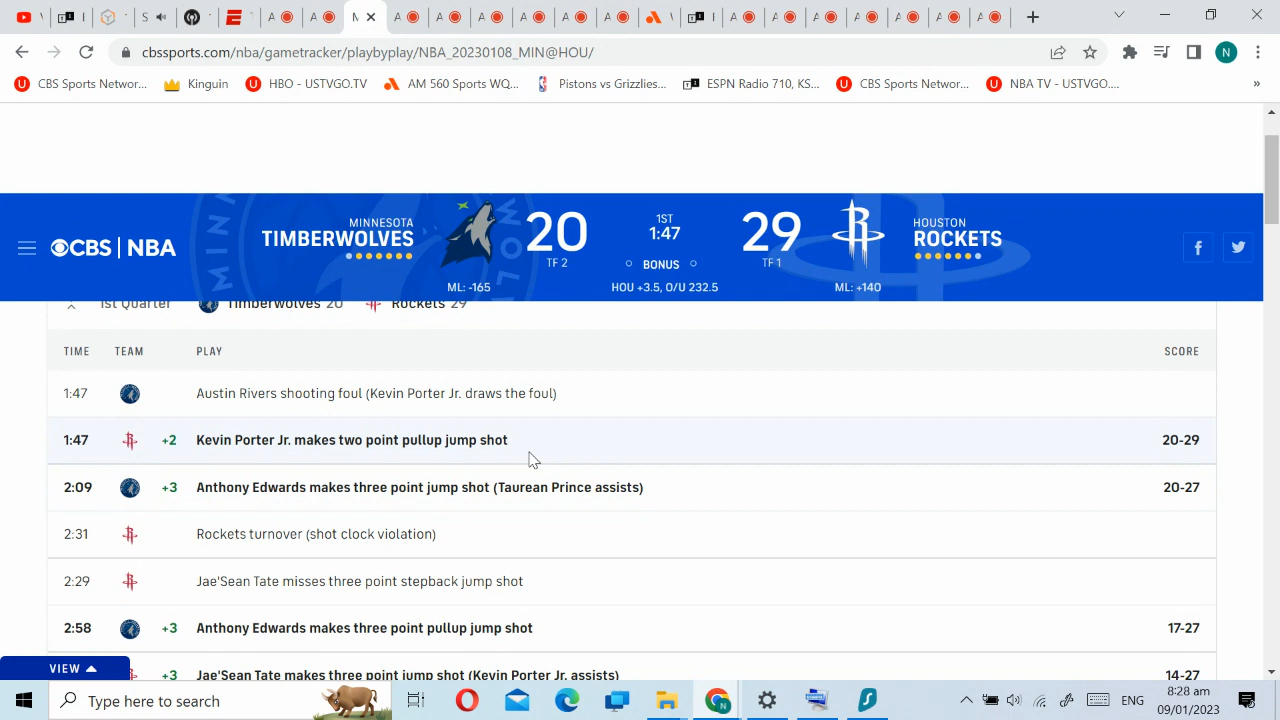 cbssports.com/nba/gametracker/playbyplay/NBA_20230108_MIN@HOU/
N
CBS Sports Networ...
Kinguin
HBO - USTVGO.TV
AM 560 Sports WQ...
Pistons vs Grizzlies...
ESPN Radio 710, KS...
CBS Sports Networ...
NBA TV - USTVGO....
»
CBS | NBA
MINNESOTA
TIMBERWOLVES
20
TF 2
ML: -165
1ST
1:47
BONUS
HOU +3.5, O/U 232.5
29
TF 1
ML: +140
HOUSTON
ROCKETS
1st Quarter Timberwolves 20 Rockets 29
TIME TEAM PLAY SCORE
1:47 Austin Rivers shooting foul (Kevin Porter Jr. draws the foul)
1:47 +2 Kevin Porter Jr. makes two point pullup jump shot 20-29
2:09 +3 Anthony Edwards makes three point jump shot (Taurean Prince assists) 20-27
2:31 Rockets turnover (shot clock violation)
2:29 Jae'Sean Tate misses three point stepback jump shot
2:58 +3 Anthony Edwards makes three point pullup jump shot 17-27
+3 Jae'Sean Tate makes three point jump shot (Kevin Porter Jr. assists) 14-27
VIEW
Type here to search
ENG
8:28 am
09/01/2023